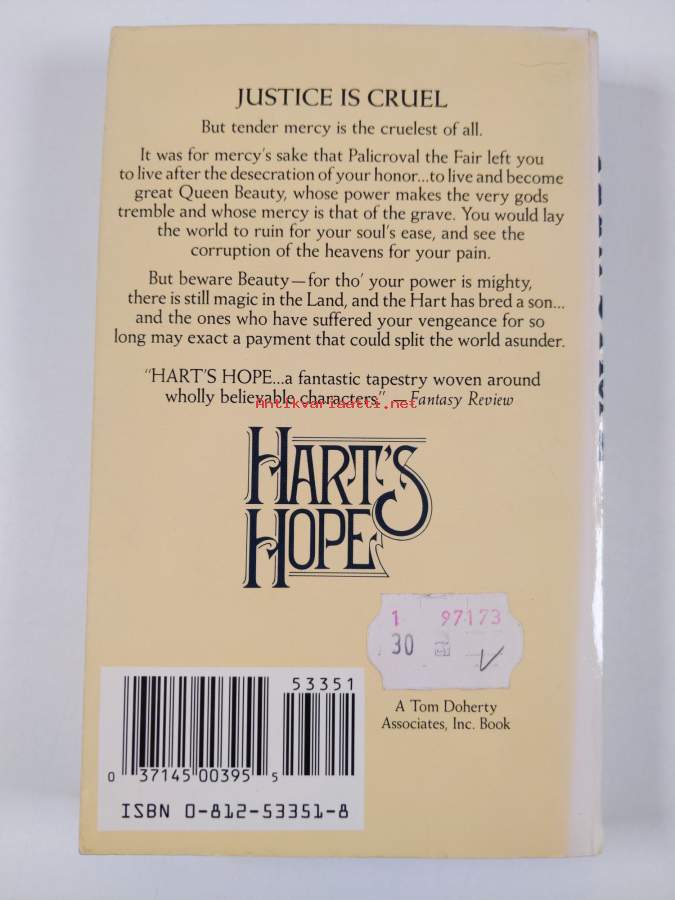 JUSTICE IS CRUEL
But tender mercy is the cruelest of all.
It was for mercy's sake that Palicroval the Fair left you
to live after the desecration of your honor...to live and become
great Queen Beauty, whose power makes the very gods
tremble and whose mercy is that of the grave. You would lay
the world to ruin for your soul's ease, and see the
corruption of the heavens for your pain.
But beware Beauty—for tho' your power is mighty,
there is still magic in the Land, and the Hart has bred a son...
and the ones who have suffered your vengeance for so
long may exact a payment that could split the world asunder.
"HART'S HOPE...a fantastic tapestry woven around
wholly believable characters". —Fantasy Review
Antikvariaatti.net
HART'S
HOPE
1 97173
30
A Tom Doherty
Associates, Inc. Book
53351
0 37145 00395 5
ISBN 0-812-53351-8